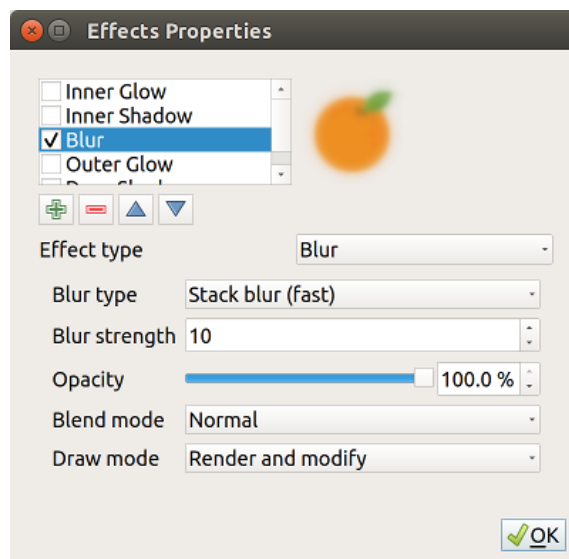 Effects Properties
Inner Glow
Inner Shadow
Blur
Outer Glow
Effect type Blur
Blur type Stack blur (fast)
Blur strength 10
Opacity 100.0 %
Blend mode Normal
Draw mode Render and modify
OK